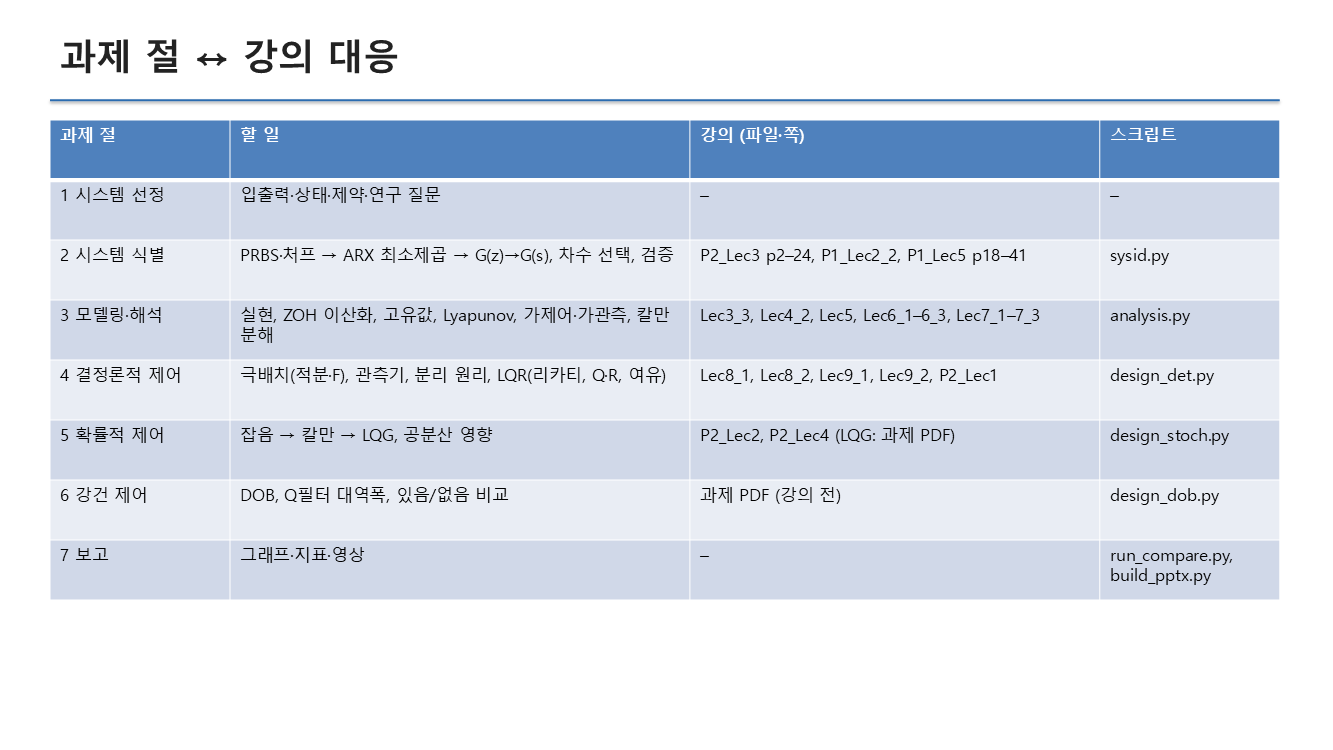 과제 절 ↔ 강의 대응
과제 절 할 일 강의 (파일·쪽) 스크립트
1 시스템 선정 입출력·상태·제약·연구 질문 – –
2 시스템 식별 PRBS·처프 → ARX 최소제곱 → G(z)→G(s), 차수 선택, 검증 P2_Lec3 p2–24, P1_Lec2_2, P1_Lec5 p18–41 sysid.py
3 모델링·해석 실현, ZOH 이산화, 고유값, Lyapunov, 가제어·가관측, 칼만 Lec3_3, Lec4_2, Lec5, Lec6_1–6_3, Lec7_1–7_3 analysis.py
분해
4 결정론적 제어 극배치(적분·F), 관측기, 분리 원리, LQR(리카티, Q·R, 여유) Lec8_1, Lec8_2, Lec9_1, Lec9_2, P2_Lec1 design_det.py
5 확률적 제어 잡음 → 칼만 → LQG, 공분산 영향 P2_Lec2, P2_Lec4 (LQG: 과제 PDF) design_stoch.py
6 강건 제어 DOB, Q필터 대역폭, 있음/없음 비교 과제 PDF (강의 전) design_dob.py
7 보고 그래프·지표·영상 – run_compare.py,
build_pptx.py